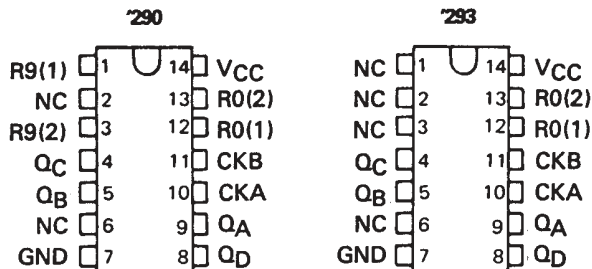 '290 '293
R9(1) 1 14 VCC NC 1 14 VCC
NC 2 13 R0(2) NC 2 13 R0(2)
R9(2) 3 12 R0(1) NC 3 12 R0(1)
QC 4 11 CKB QC 4 11 CKB
QB 5 10 CKA QB 5 10 CKA
NC 6 9 QA NC 6 9 QA
GND 7 8 QD GND 7 8 QD